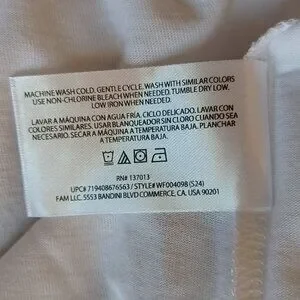 MACHINE WASH COLD. GENTLE CYCLE. WASH WITH SIMILAR COLORS
USE NON-CHLORINE BLEACH WHEN NEEDED. TUMBLE DRY LOW,
LOW IRON WHEN NEEDED.
LAVAR A MÁQUINA CON AGUA FRÍA, CICLO DELICADO. LAVAR CON
COLORES SIMILARES. USAR BLANQUEADOR SIN CLORO CUANDO SEA
NECESARIO. SECAR A MÁQUINA A TEMPERATURA BAJA. PLANCHAR
A TEMPERATURA BAJA.
RN# 137013
UPC# 719408676563 / STYLE# WF004098 (S24)
FAM LLC. 5553 BANDINI BLVD COMMERCE, CA. USA 90201